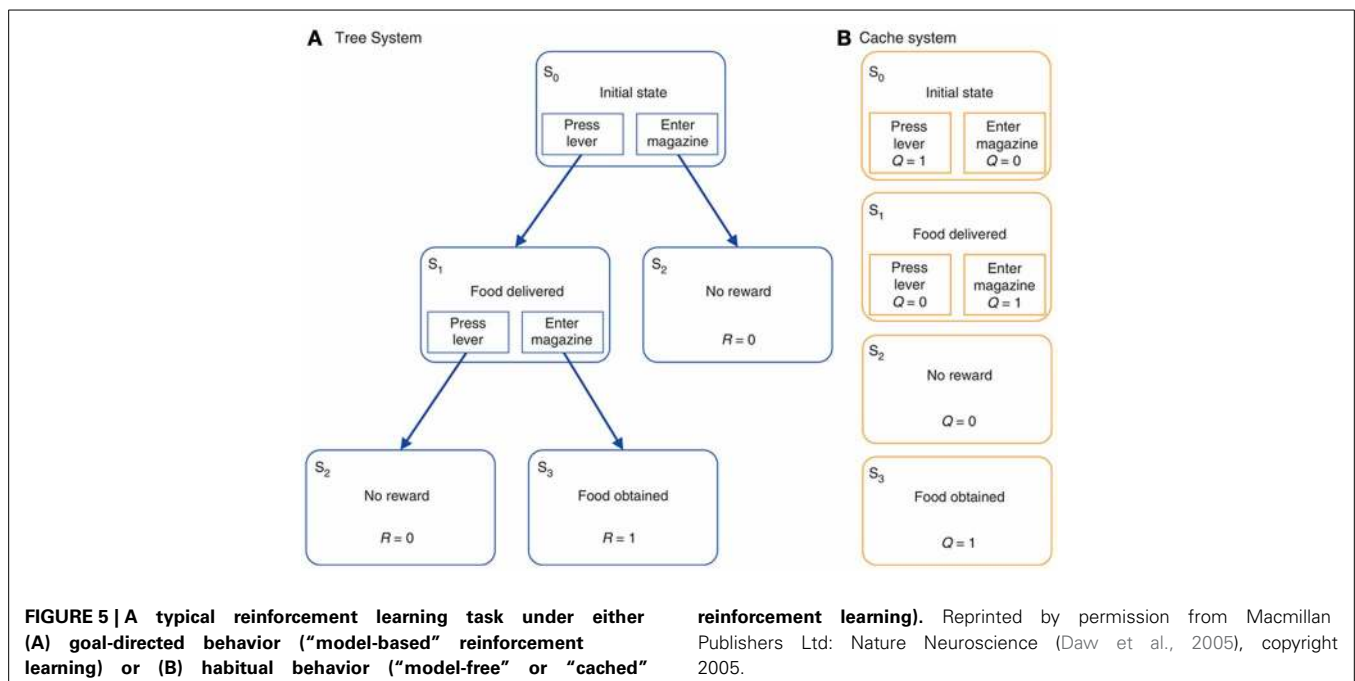 A Tree System
S0
Initial state
Press
lever
Enter
magazine
S1
Food delivered
Press
lever
Enter
magazine
S2
No reward
R = 0
S2
No reward
R = 0
S3
Food obtained
R = 1
B Cache system
S0
Initial state
Press
lever
Q = 1
Enter
magazine
Q = 0
S1
Food delivered
Press
lever
Q = 0
Enter
magazine
Q = 1
S2
No reward
Q = 0
S3
Food obtained
Q = 1
FIGURE 5 | A typical reinforcement learning task under either
(A) goal-directed behavior (“model-based” reinforcement
learning) or (B) habitual behavior (“model-free” or “cached”
reinforcement learning). Reprinted by permission from Macmillan
Publishers Ltd: Nature Neuroscience (Daw et al., 2005), copyright
2005.